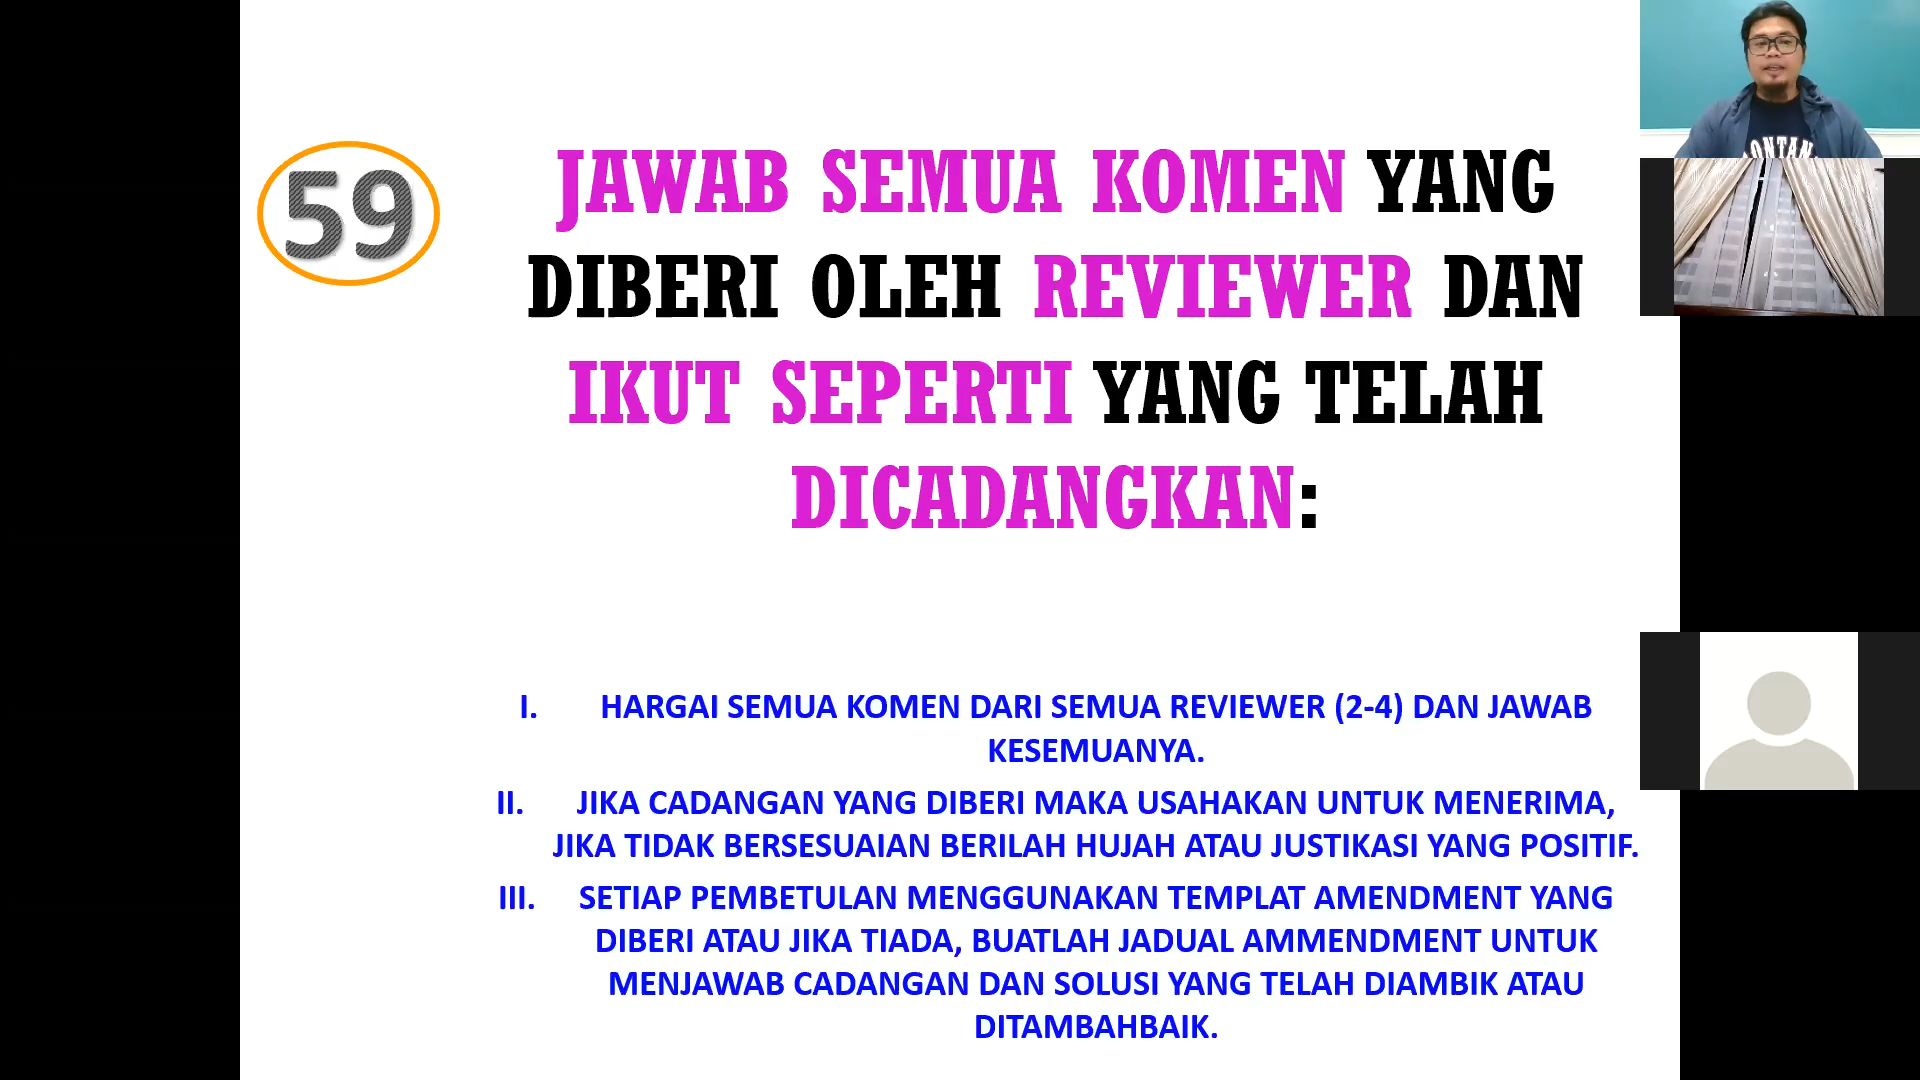 59
JAWAB SEMUA KOMEN YANG
DIBERI OLEH REVIEWER DAN
IKUT SEPERTI YANG TELAH
DICADANGKAN:
I. HARGAI SEMUA KOMEN DARI SEMUA REVIEWER (2-4) DAN JAWAB
KESEMUANYA.
II. JIKA CADANGAN YANG DIBERI MAKA USAHAKAN UNTUK MENERIMA,
JIKA TIDAK BERSESUAIAN BERILAH HUJAH ATAU JUSTIKASI YANG POSITIF.
III. SETIAP PEMBETULAN MENGGUNAKAN TEMPLAT AMENDMENT YANG
DIBERI ATAU JIKA TIADA, BUATLAH JADUAL AMMENDMENT UNTUK
MENJAWAB CADANGAN DAN SOLUSI YANG TELAH DIAMBIK ATAU
DITAMBAHBAIK.